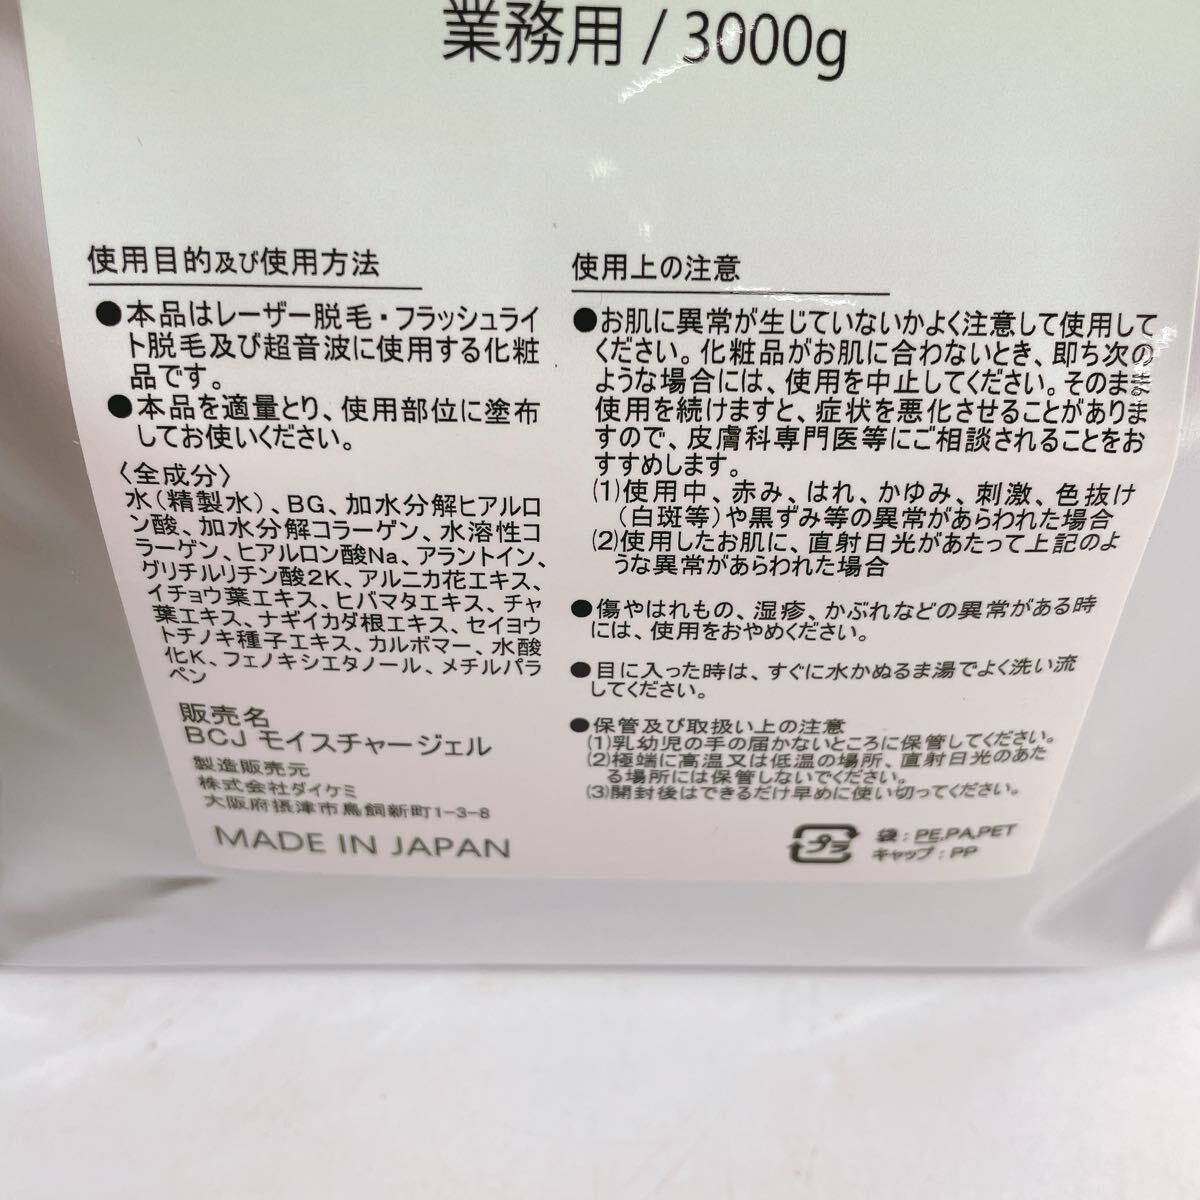 業務用 / 3000g
使用目的及び使用方法
●本品はレーザー脱毛・フラッシュライ
ト脱毛及び超音波に使用する化粧
品です。
●本品を適量とり、使用部位に塗布
してお使いください。
〈全成分〉
水(精製水)、BG、加水分解ヒアルロ
ン酸、加水分解コラーゲン、水溶性コ
ラーゲン、ヒアルロン酸Na、アラントイン、
グリチルリチン酸2K、アルニカ花エキス、
イチョウ葉エキス、ヒバマタエキス、チャ
葉エキス、ナギイカダ根エキス、セイヨウ
トチノキ種子エキス、カルボマー、水酸
化K、フェノキシエタノール、メチルパラ
ベン
販売名
BCJ モイスチャージェル
製造販売元
株式会社ダイケミ
大阪府摂津市鳥飼新町1-3-8
MADE IN JAPAN
使用上の注意
●お肌に異常が生じていないかよく注意して使用して
ください。化粧品がお肌に合わないとき、即ち次の
ような場合には、使用を中止してください。そのまま
使用を続けますと、症状を悪化させることがありま
すので、皮膚科専門医等にご相談されることをお
すすめします。
(1)使用中、赤み、はれ、かゆみ、刺激、色抜け
(白斑等)や黒ずみ等の異常があらわれた場合
(2)使用したお肌に、直射日光があたって上記のよ
うな異常があらわれた場合
●傷やはれもの、湿疹、かぶれなどの異常がある時
には、使用をおやめください。
●目に入った時は、すぐに水かぬるま湯でよく洗い流
してください。
●保管及び取扱い上の注意
(1)乳幼児の手の届かないところに保管してください。
(2)極端に高温又は低温の場所、直射日光のあた
る場所には保管しないでください。
(3)開封後はできるだけ早めに使い切ってください。
プラ
袋:PE,PA,PET
キャップ:PP